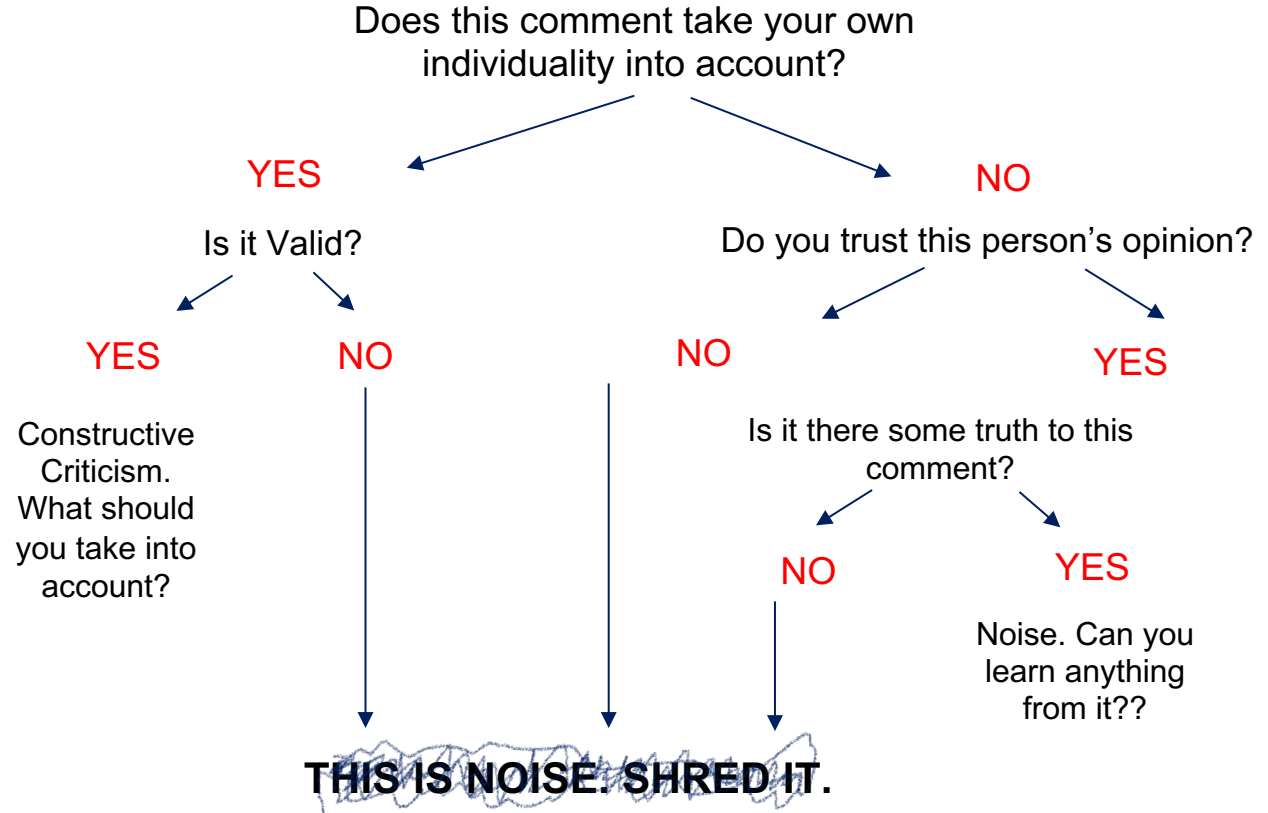 Does this comment take your own
individuality into account?
YES
NO
Is it Valid?
Do you trust this person’s opinion?
YES
NO
NO
YES
Constructive
Criticism.
What should
you take into
account?
Is it there some truth to this
comment?
NO
YES
Noise. Can you
learn anything
from it??
THIS IS NOISE. SHRED IT.